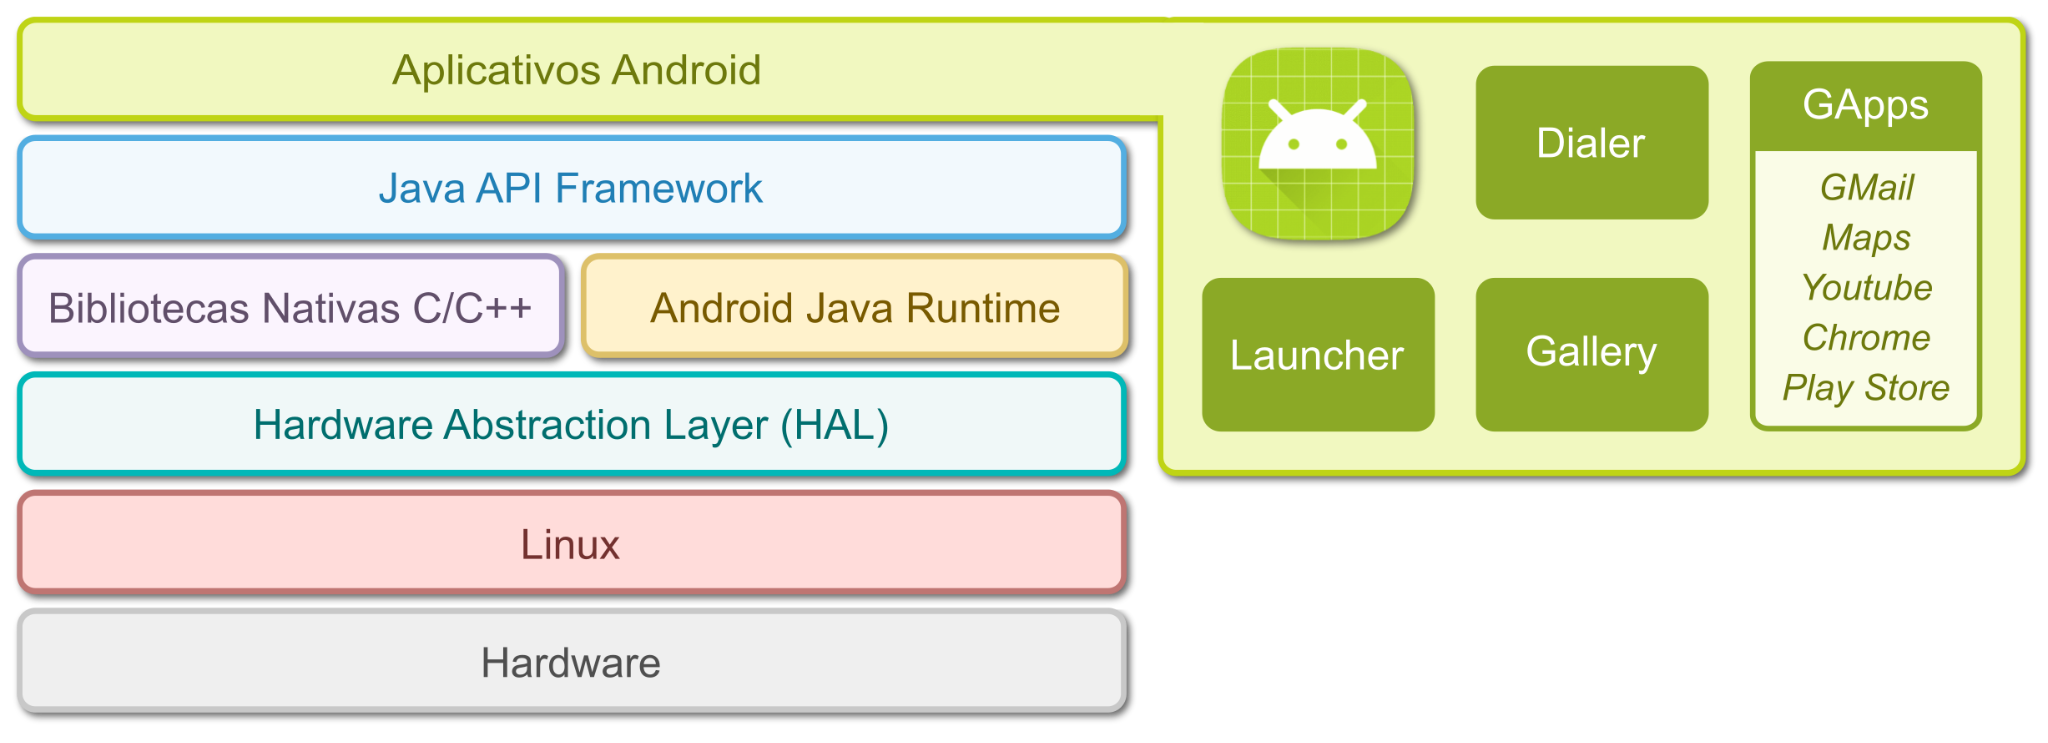 Aplicativos Android
Java API Framework
Bibliotecas Nativas C/C++
Android Java Runtime
Hardware Abstraction Layer (HAL)
Linux
Hardware
Dialer
Launcher
Gallery
GApps
GMail
Maps
Youtube
Chrome
Play Store